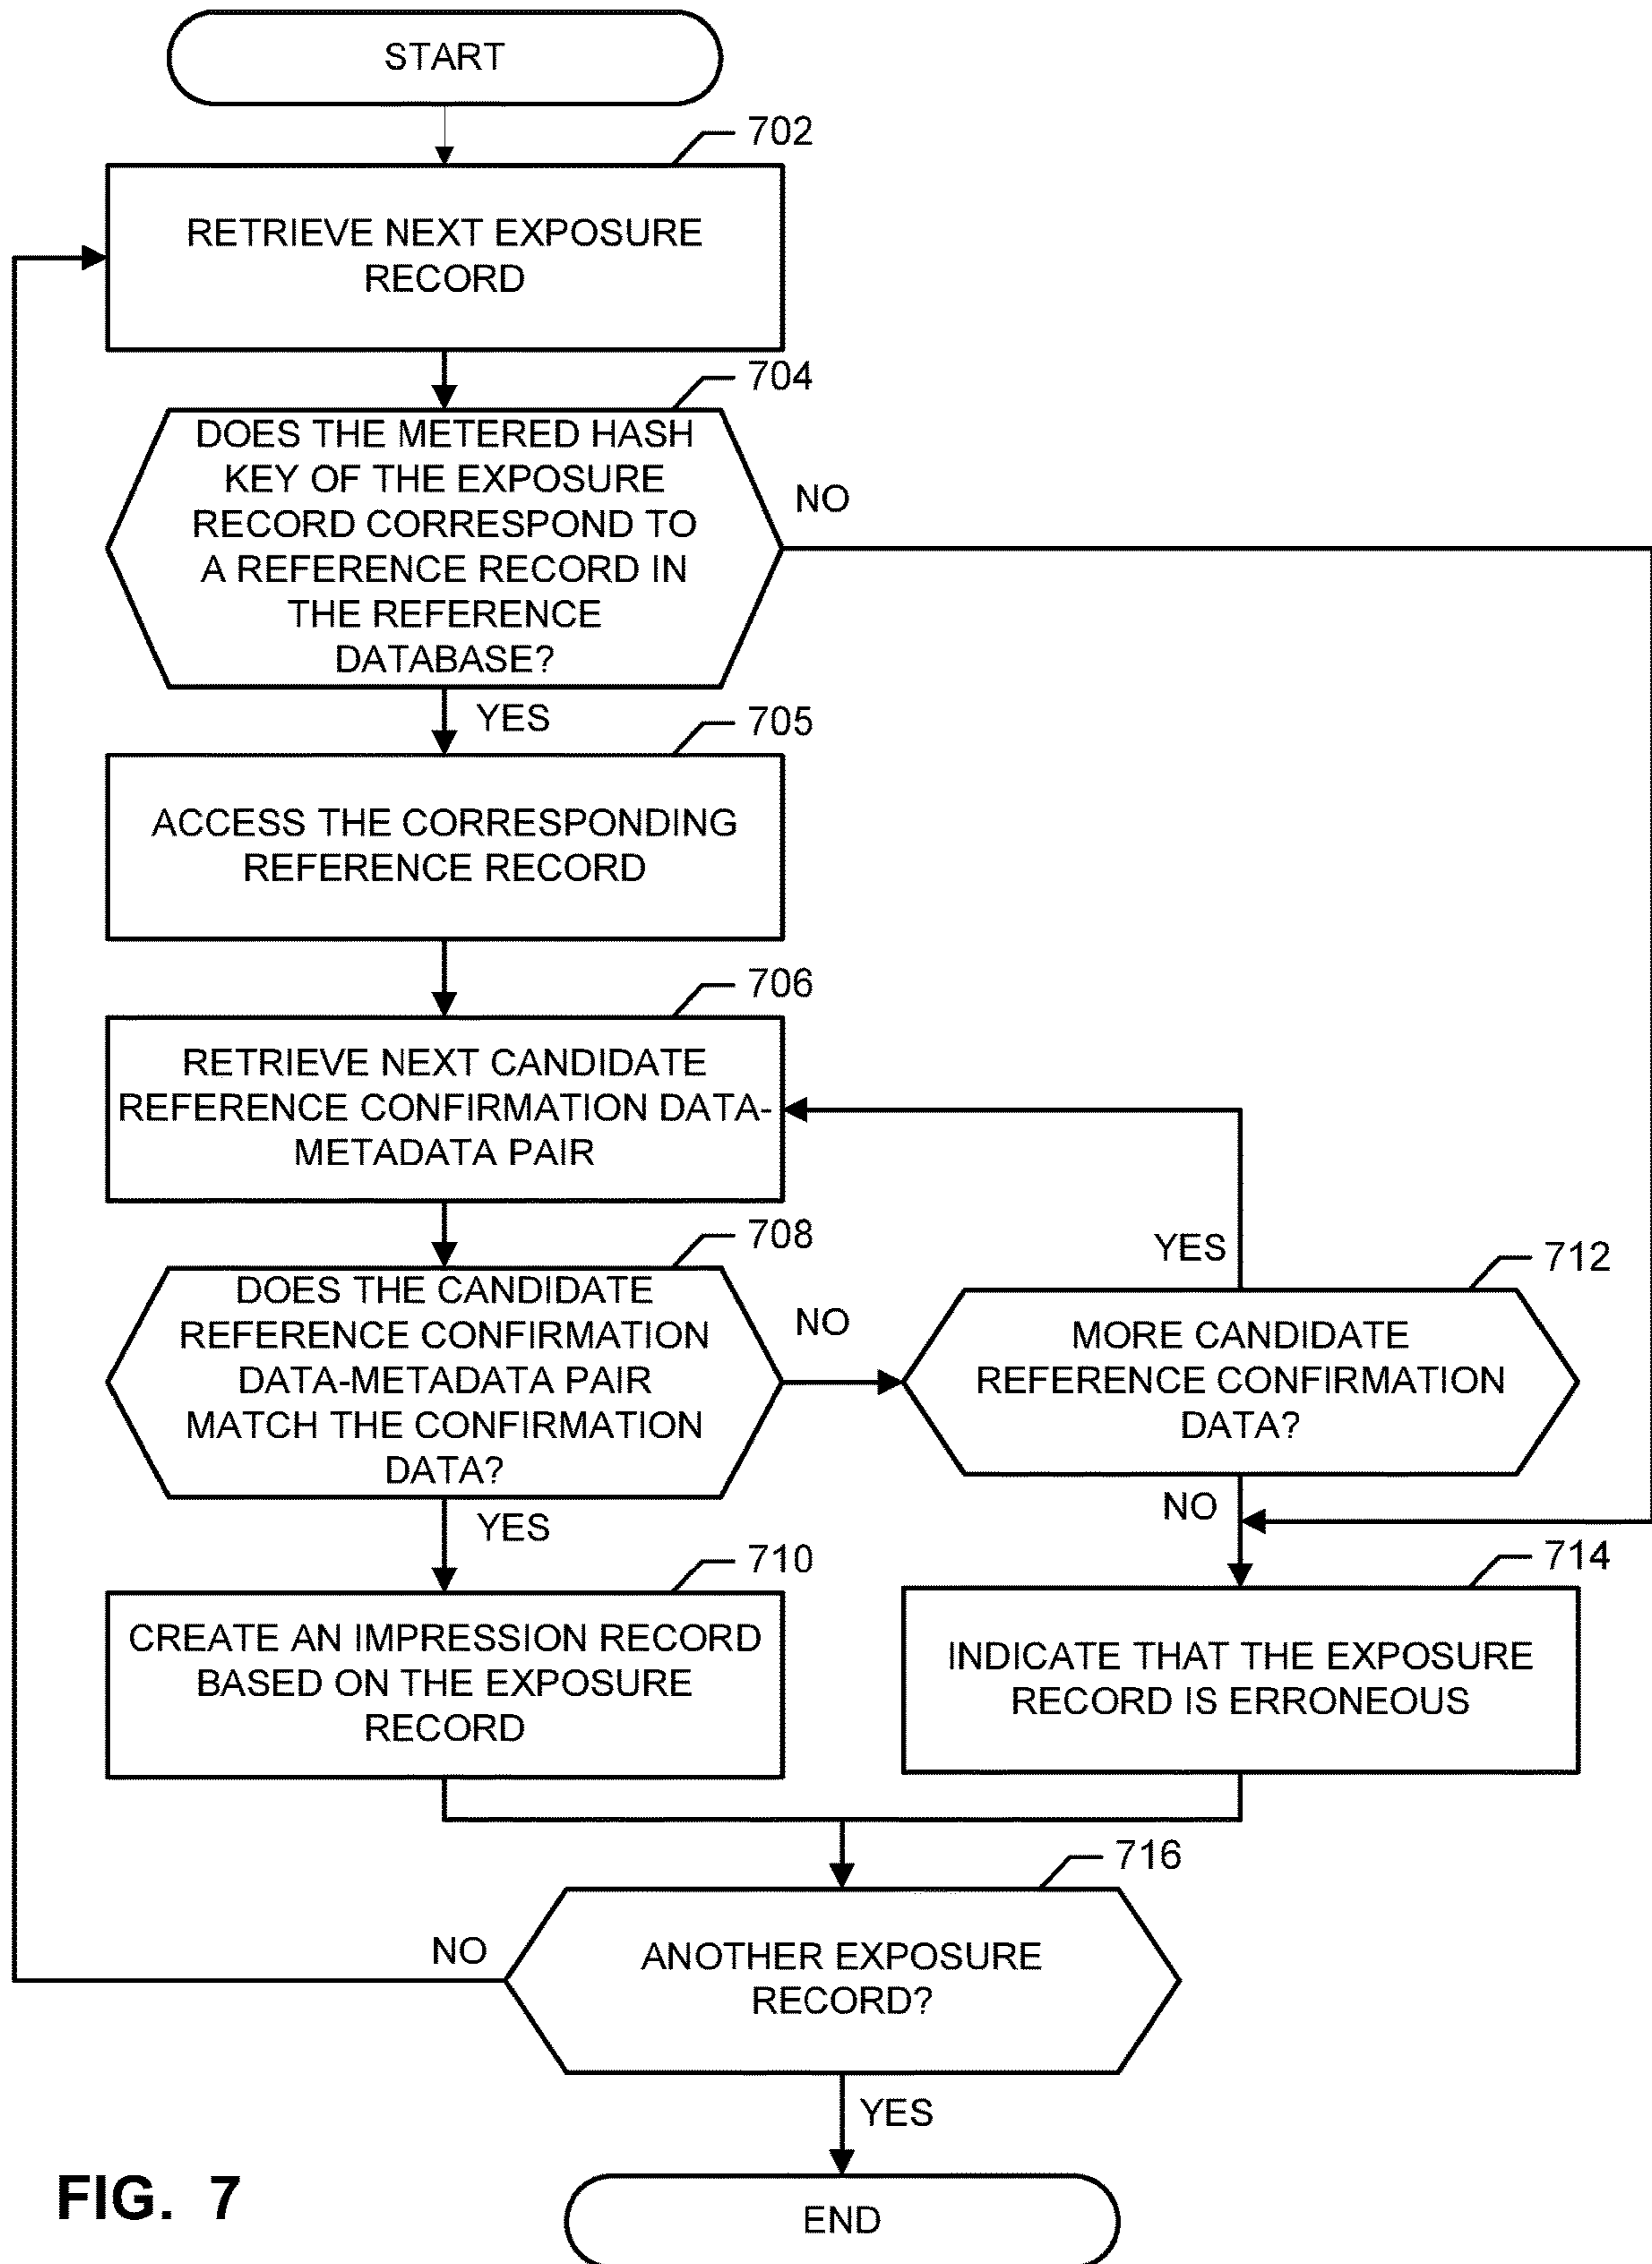 START
702
RETRIEVE NEXT EXPOSURE
RECORD
704
DOES THE METERED HASH
KEY OF THE EXPOSURE
RECORD CORRESPOND TO
A REFERENCE RECORD IN
THE REFERENCE
DATABASE?
NO
YES
705
ACCESS THE CORRESPONDING
REFERENCE RECORD
706
RETRIEVE NEXT CANDIDATE
REFERENCE CONFIRMATION DATA-
METADATA PAIR
708
DOES THE CANDIDATE
REFERENCE CONFIRMATION
DATA-METADATA PAIR
MATCH THE CONFIRMATION
DATA?
NO
YES
YES
712
MORE CANDIDATE
REFERENCE CONFIRMATION
DATA?
NO
710
CREATE AN IMPRESSION RECORD
BASED ON THE EXPOSURE
RECORD
714
INDICATE THAT THE EXPOSURE
RECORD IS ERRONEOUS
716
ANOTHER EXPOSURE
RECORD?
NO
YES
END
FIG. 7